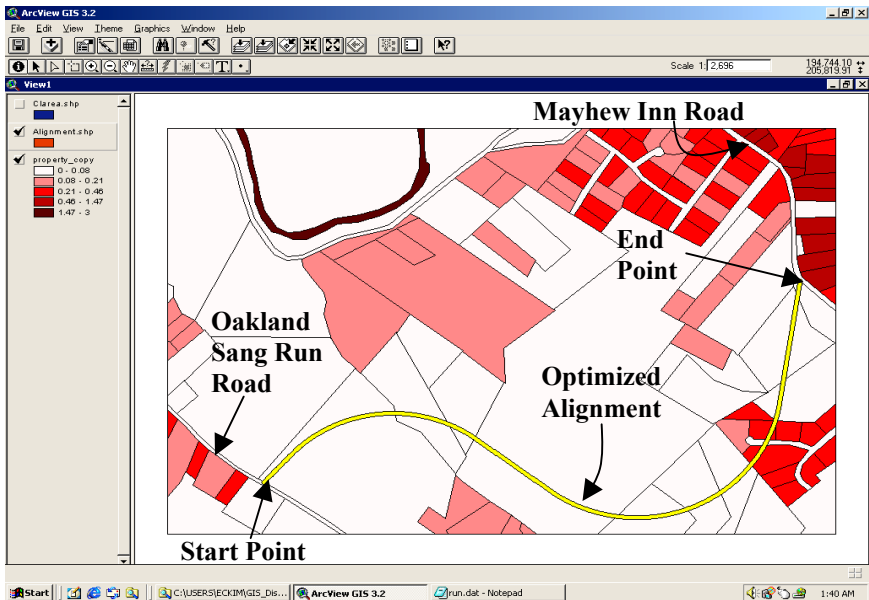 ArcView GIS 3.2
File Edit View Theme Graphics Window Help
Scale 1: 2,696
194,744.10
205,819.91
View1
Clarea.shp
Alignment.shp
property_copy
0 - 0.08
0.08 - 0.21
0.21 - 0.46
0.46 - 1.47
1.47 - 3
Mayhew Inn Road
End
Point
Oakland
Sang Run
Road
Optimized
Alignment
Start Point
Start
C:\USERS\ECKIM\GIS_Dis...
ArcView GIS 3.2
run.dat - Notepad
1:40 AM